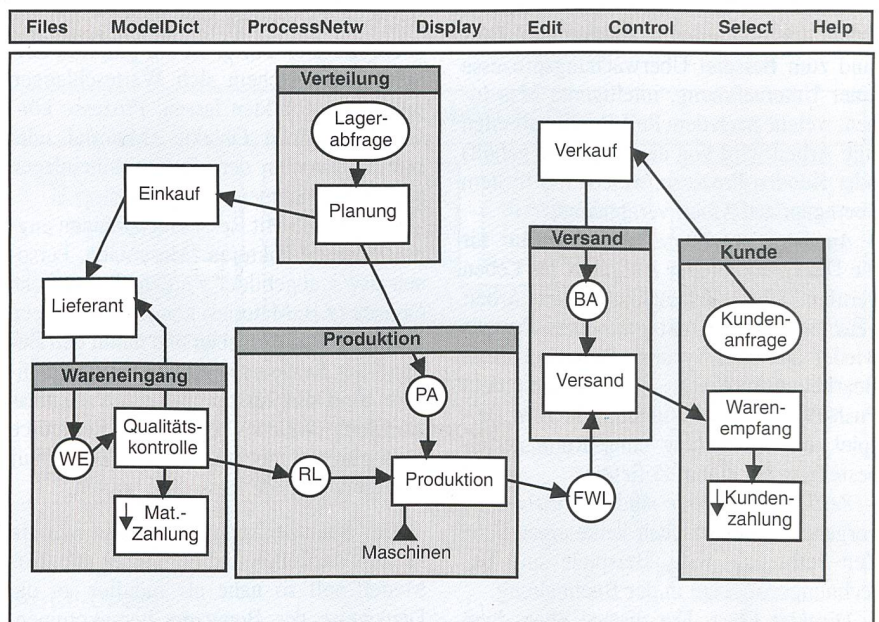 Files ModelDict ProcessNetw Display Edit Control Select Help
Verteilung
Lager-
abfrage
Planung
Einkauf
Lieferant
Verkauf
Versand
BA
Versand
Kunde
Kunden-
anfrage
Waren-
empfang
Kunden-
zahlung
Wareneingang
WE
Qualitäts-
kontrolle
Mat.-
Zahlung
Produktion
PA
RL
Produktion
FWL
Maschinen